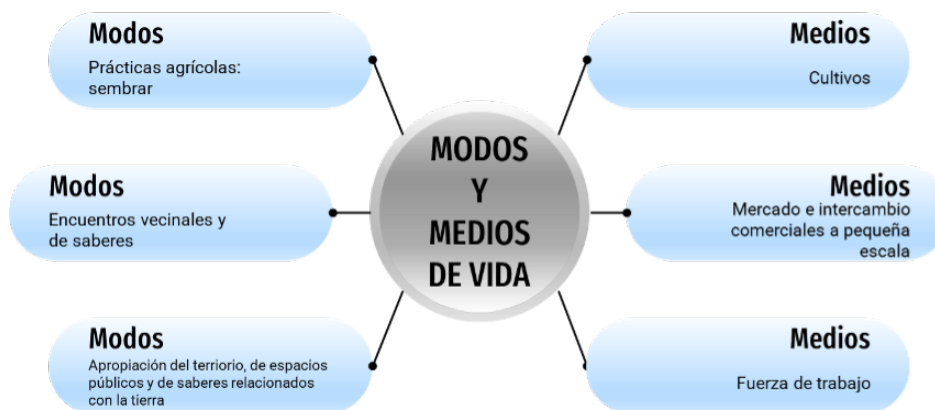 Modos
Prácticas agrícolas:
sembrar
Modos
Encuentros vecinales y
de saberes
Modos
Apropiación del terriorio, de espacios
públicos y de saberes relacionados
con la tierra
MODOS
Y
MEDIOS
DE VIDA
Medios
Cultivos
Medios
Mercado e intercambio
comerciales a pequeña
escala
Medios
Fuerza de trabajo